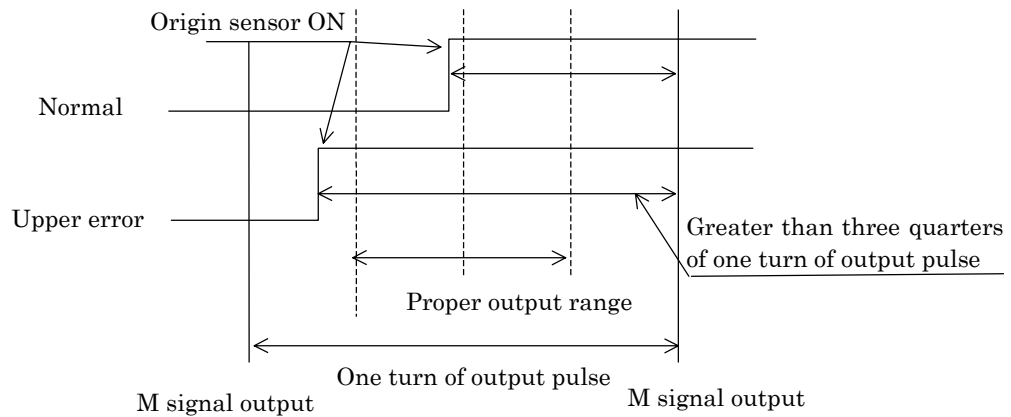 Origin sensor ON
Normal
Upper error
Greater than three quarters
of one turn of output pulse
Proper output range
One turn of output pulse
M signal output
M signal output